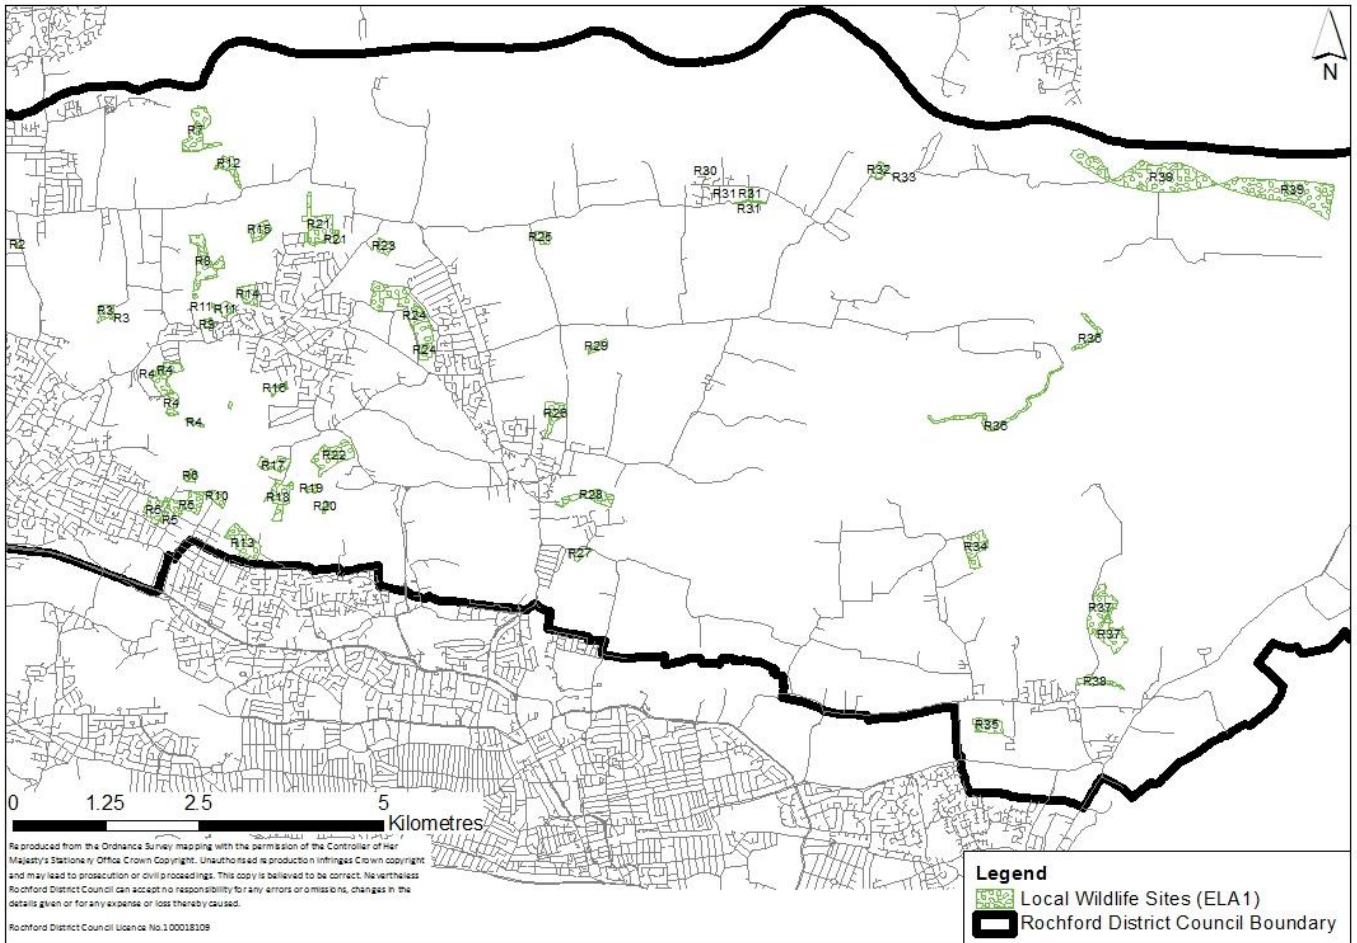 N
R7
R12
R30
R32
R33
R31 R31
R31
R39
R39
R21
R15
R21
R2
R23
R25
R8
R14
R3
R3
R11 R11
R9
R24
R24
R29
R36
R4 R4
R4
R4
R16
R26
R36
R22
R17
R6
R19
R18
R10
R20
R28
R5
R5
R13
R27
R34
R37
R37
R38
R35
0 1.25 2.5 5
Kilometres
Reproduced from the Ordnance Survey mapping with the permission of the Controller of Her
Majesty's Stationery Office Crown Copyright. Unauthorised reproduction infringes Crown copyright
and may lead to prosecution or civil proceedings. This copy is believed to be correct. Nevertheless
Rochford District Council can accept no responsibility for any errors or omissions, changes in the
details given or for any expense or loss thereby caused.
Rochford District Council Licence No.100018109
Legend
Local Wildlife Sites (ELA1)
Rochford District Council Boundary